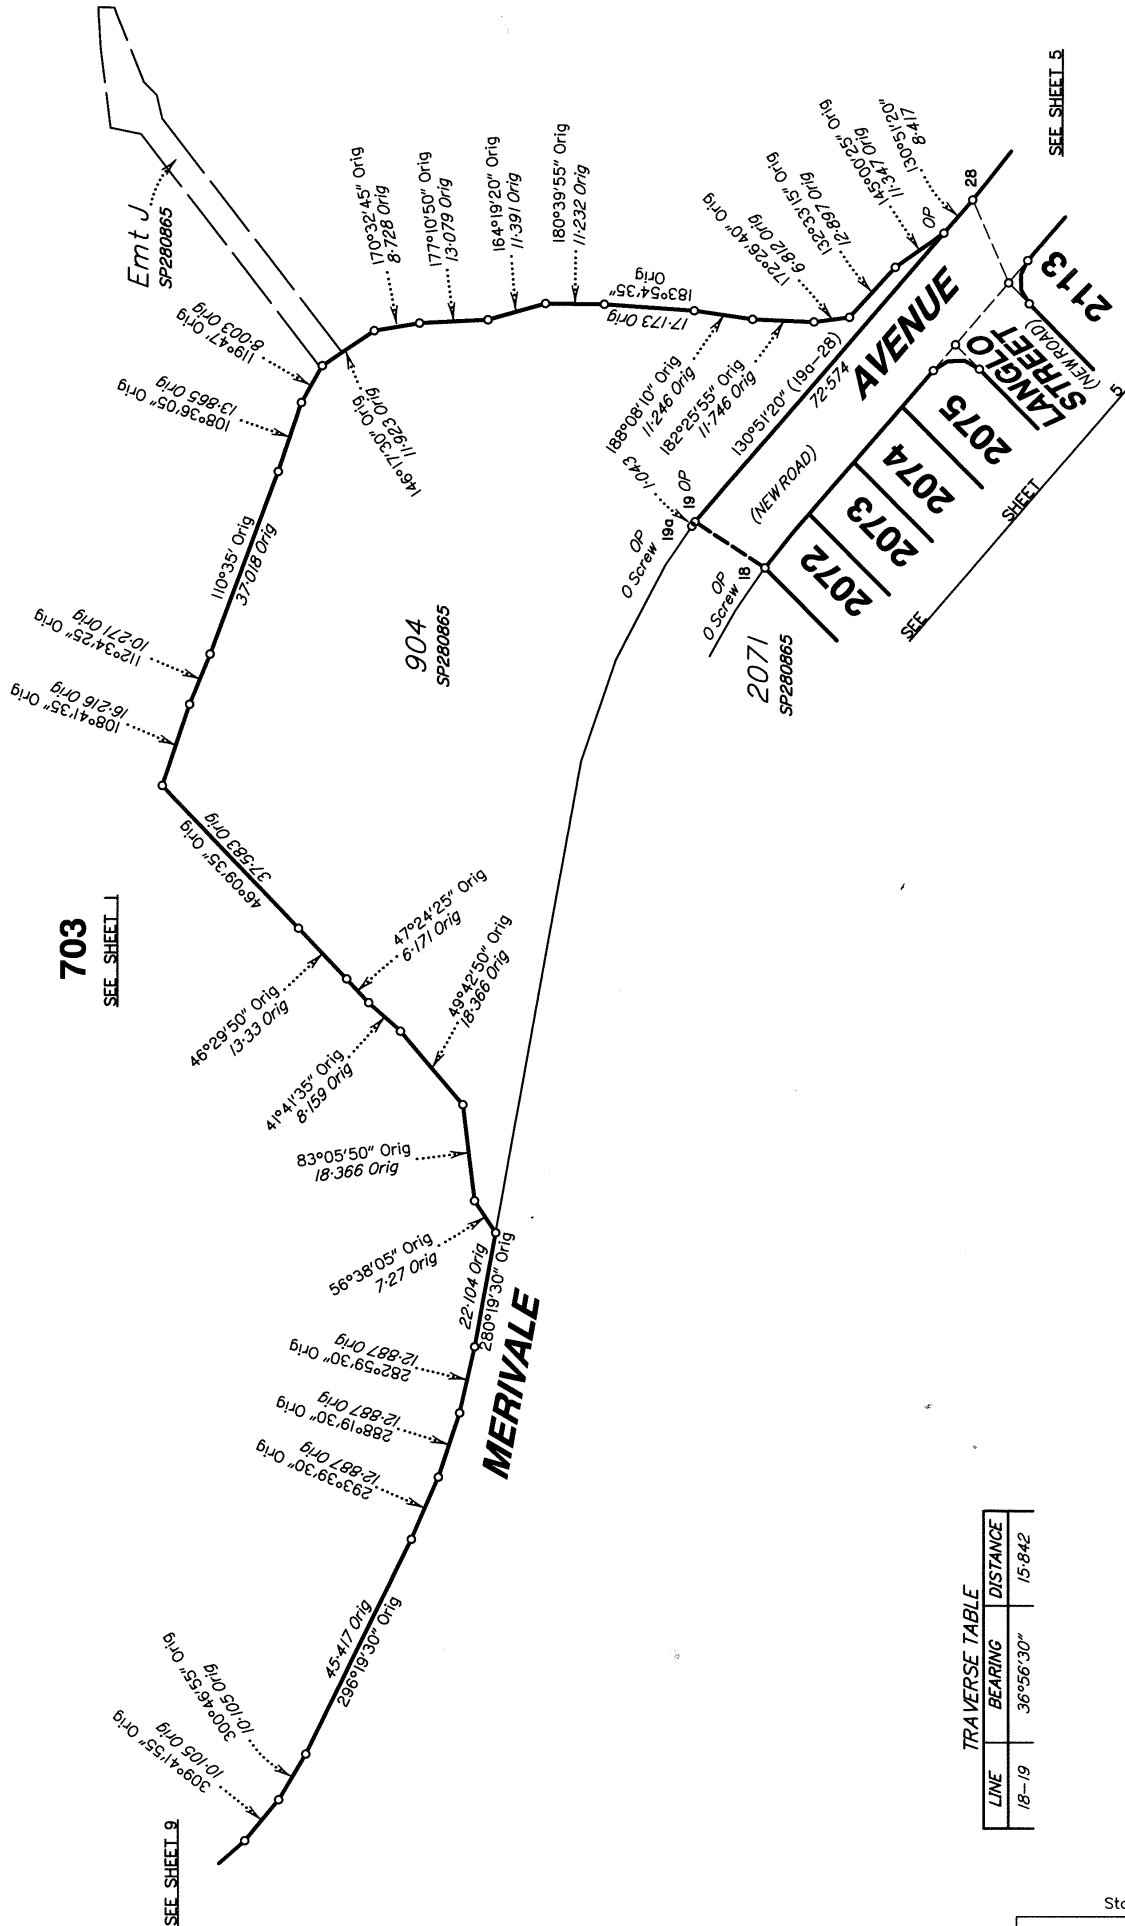 SEE SHEET 9
309°41'55" Orig
10·105 Orig
300°46'55" Orig
10·105 Orig
45·417 Orig
296°19'30" Orig
293°39'30" Orig
12·887 Orig
288°19'30" Orig
12·887 Orig
282°59'30" Orig
12·887 Orig
22·104 Orig
280°19'30" Orig
MERIVALE
56°38'05" Orig
7·27 Orig
83°05'50" Orig
18·366 Orig
49°42'50" Orig
18·366 Orig
41°41'35" Orig
8·159 Orig
47°24'25" Orig
6·171 Orig
46°29'50" Orig
13·33 Orig
703
SEE SHEET 1
46°09'35" Orig
37·583 Orig
108°41'35" Orig
16·216 Orig
112°34'25" Orig
10·271 Orig
110°35' Orig
37·018 Orig
108°36'05" Orig
13·865 Orig
119°47' Orig
8·003 Orig
146°17'30" Orig
11·923 Orig
Emt J
SP280865
904
SP280865
170°32'45" Orig
8·728 Orig
177°10'50" Orig
13·079 Orig
164°19'20" Orig
11·391 Orig
180°39'55" Orig
11·232 Orig
183°54'35"
Orig
17·173 Orig
188°08'10" Orig
11·246 Orig
182°25'55" Orig
11·746 Orig
172°26'40" Orig
6·812 Orig
132°33'15" Orig
12·897 Orig
145°00'25" Orig
11·347 Orig
130°51'20"
8·417
OP
28
SEE SHEET 5
1·043
OP
0 Screw
19a
19 OP
130°51'20" (19a-28)
72·574
AVENUE
(NEW ROAD)
OP
0 Screw
18
2071
SP280865
2072
2073
2074
2075
LANGLO
STREET
(NEW ROAD)
2113
SEE SHEET 5
TRAVERSE TABLE
LINE BEARING DISTANCE
18-19 36°56'30" 15·842